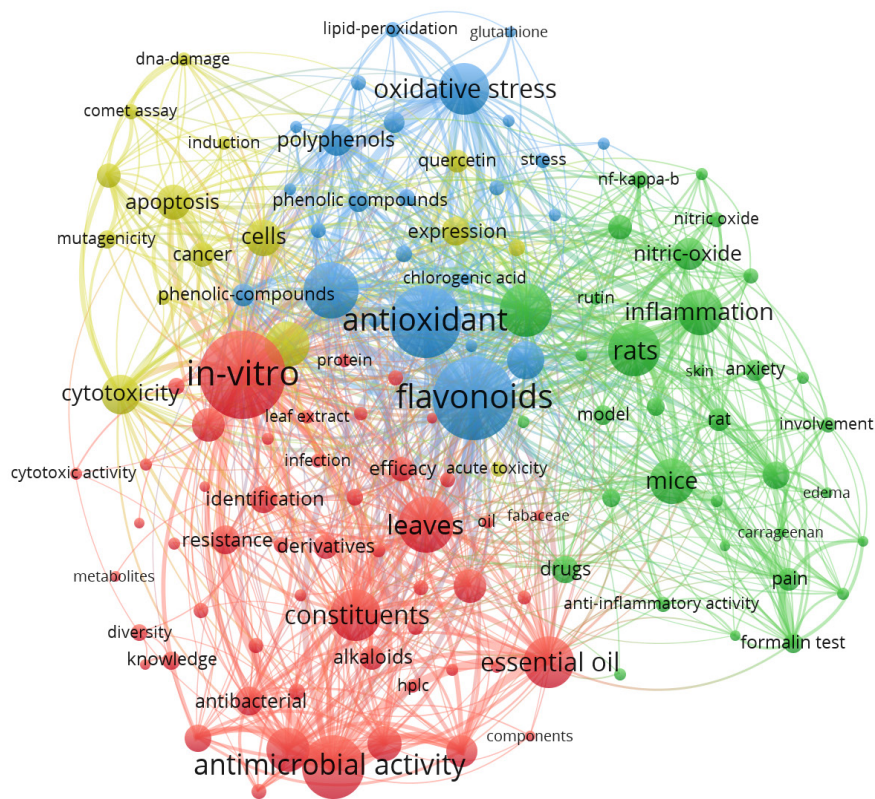 lipid-peroxidation
glutathione
dna-damage
oxidative stress
comet assay
polyphenols
induction
quercetin
stress
nf-kappa-b
apoptosis
phenolic compounds
nitric oxide
mutagenicity
cells
expression
cancer
nitric-oxide
chlorogenic acid
phenolic-compounds
rutin
inflammation
antioxidant
rats
protein
in-vitro
skin
anxiety
cytotoxicity
flavonoids
leaf extract
model
rat
involvement
infection
efficacy
acute toxicity
cytotoxic activity
mice
identification
edema
leaves
oil
fabaceae
carrageenan
resistance
derivatives
drugs
metabolites
pain
anti-inflammatory activity
constituents
diversity
formalin test
knowledge
alkaloids
essential oil
hplc
antibacterial
components
antimicrobial activity